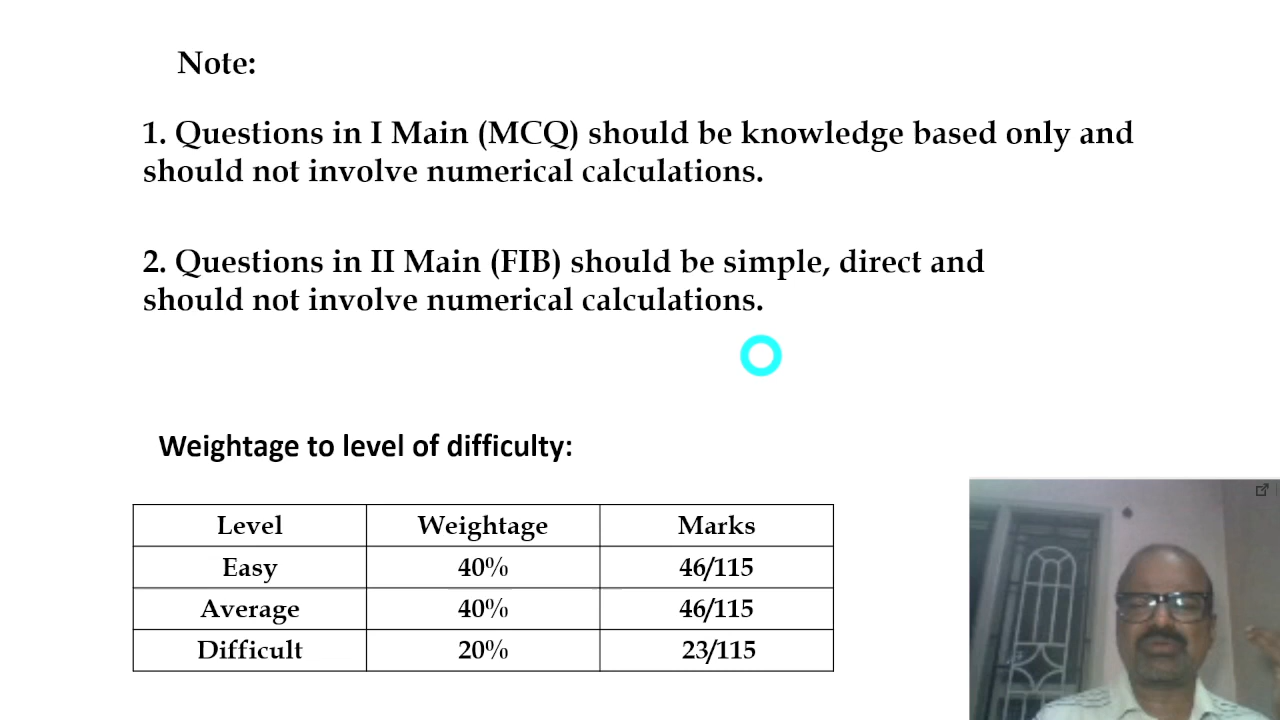 Note:
1. Questions in I Main (MCQ) should be knowledge based only and
should not involve numerical calculations.
2. Questions in II Main (FIB) should be simple, direct and
should not involve numerical calculations.
Weightage to level of difficulty:
Level Weightage Marks
Easy 40% 46/115
Average 40% 46/115
Difficult 20% 23/115